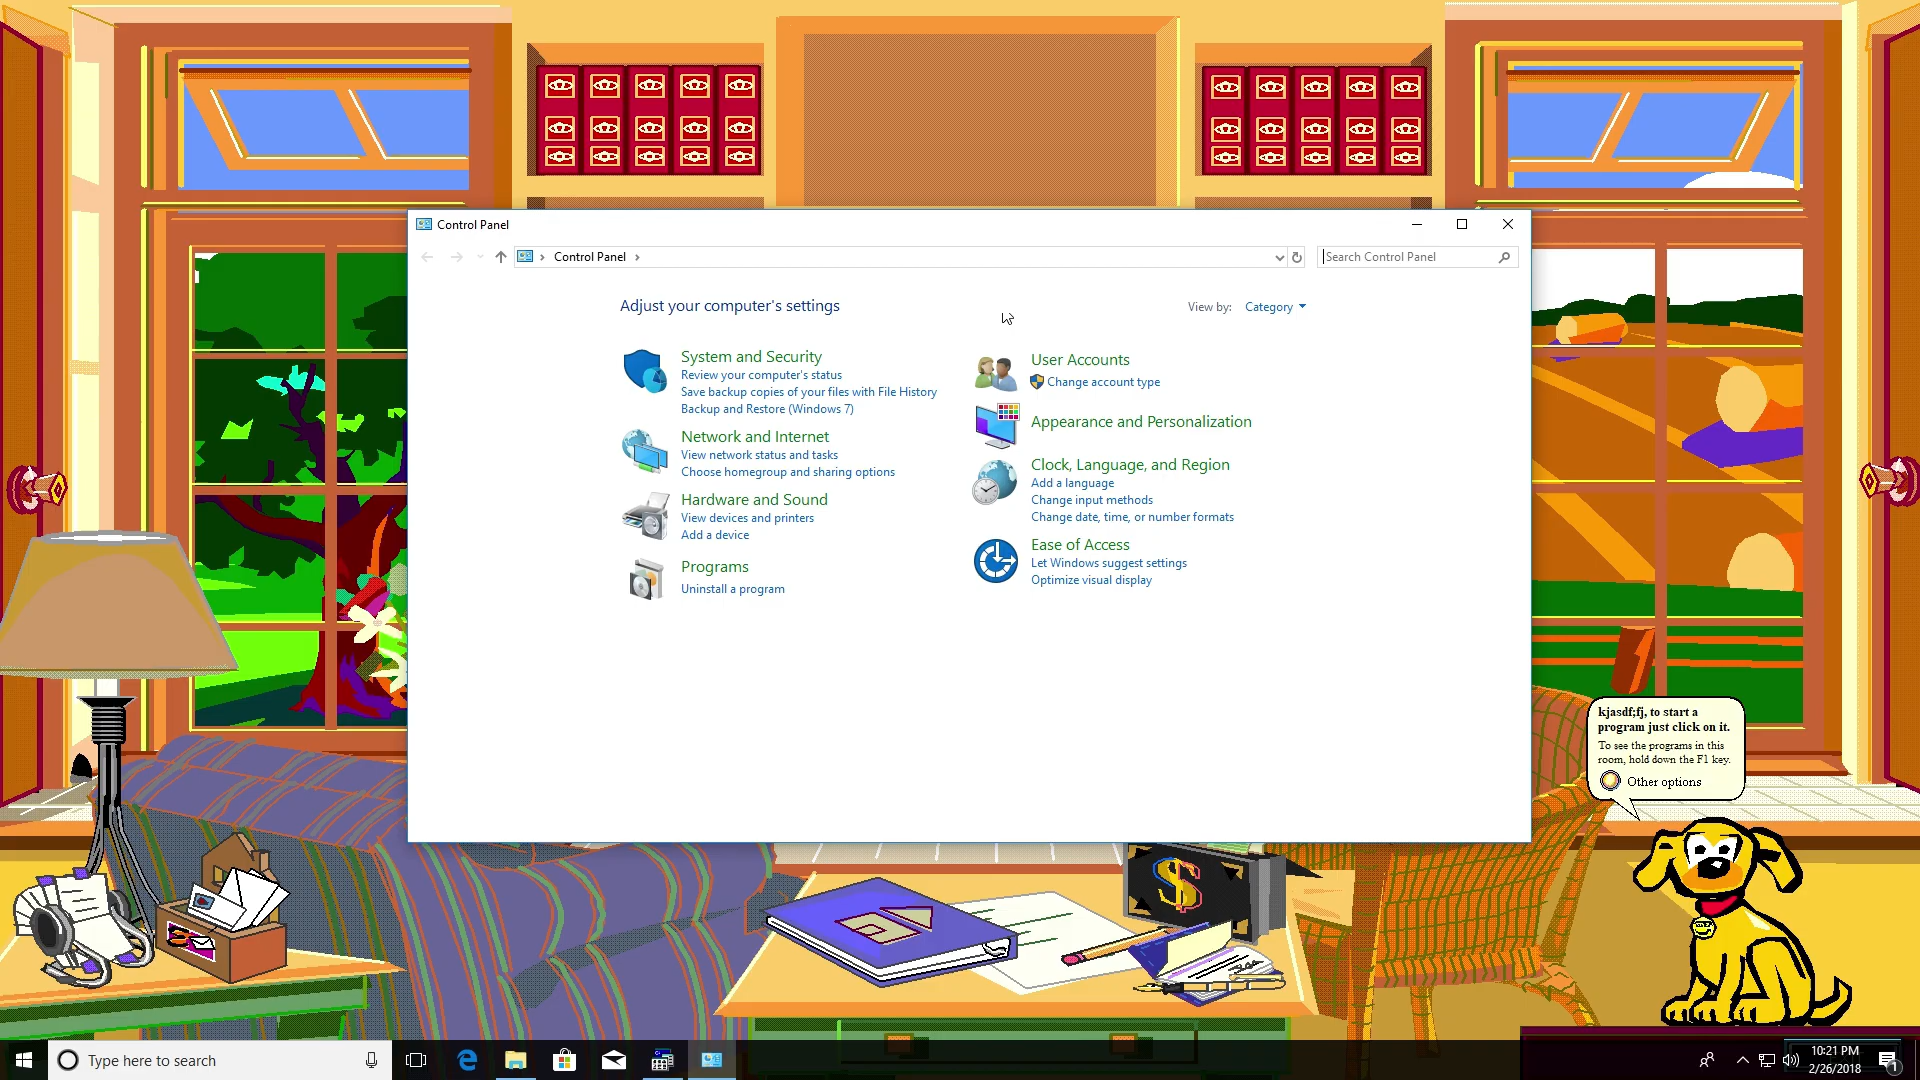 Control Panel
Control Panel
Search Control Panel
Adjust your computer's settings
View by:
Category
System and Security
Review your computer's status
Save backup copies of your files with File History
Backup and Restore (Windows 7)
Network and Internet
View network status and tasks
Choose homegroup and sharing options
Hardware and Sound
View devices and printers
Add a device
Programs
Uninstall a program
User Accounts
Change account type
Appearance and Personalization
Clock, Language, and Region
Add a language
Change input methods
Change date, time, or number formats
Ease of Access
Let Windows suggest settings
Optimize visual display
kjasdf;fj, to start a
program just click on it.
To see the programs in this
room, hold down the F1 key.
Other options
$
Type here to search
10:21 PM
2/26/2018
1